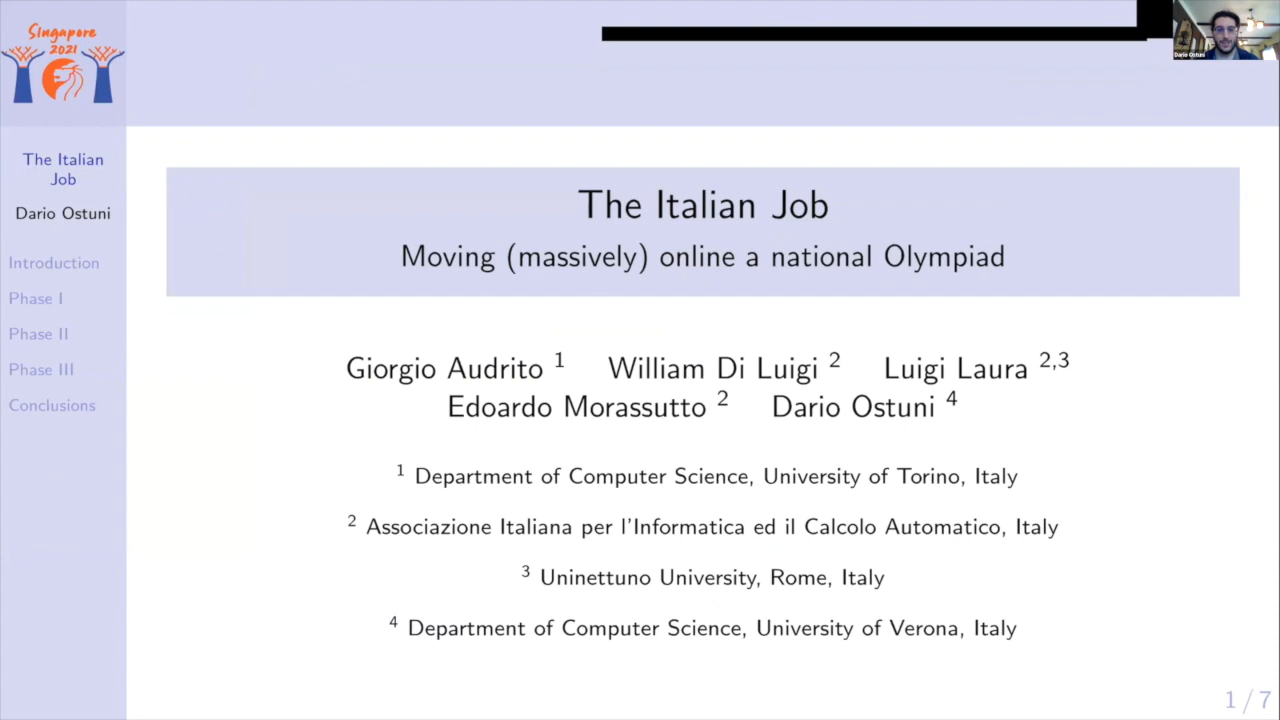 Singapore
2021
The Italian
Job
Dario Ostuni
Introduction
Phase I
Phase II
Phase III
Conclusions
Dario Ostuni
The Italian Job
Moving (massively) online a national Olympiad
Giorgio Audrito 1 William Di Luigi 2 Luigi Laura 2,3
Edoardo Morassutto 2 Dario Ostuni 4
1 Department of Computer Science, University of Torino, Italy
2 Associazione Italiana per l'Informatica ed il Calcolo Automatico, Italy
3 Uninettuno University, Rome, Italy
4 Department of Computer Science, University of Verona, Italy
1 / 7